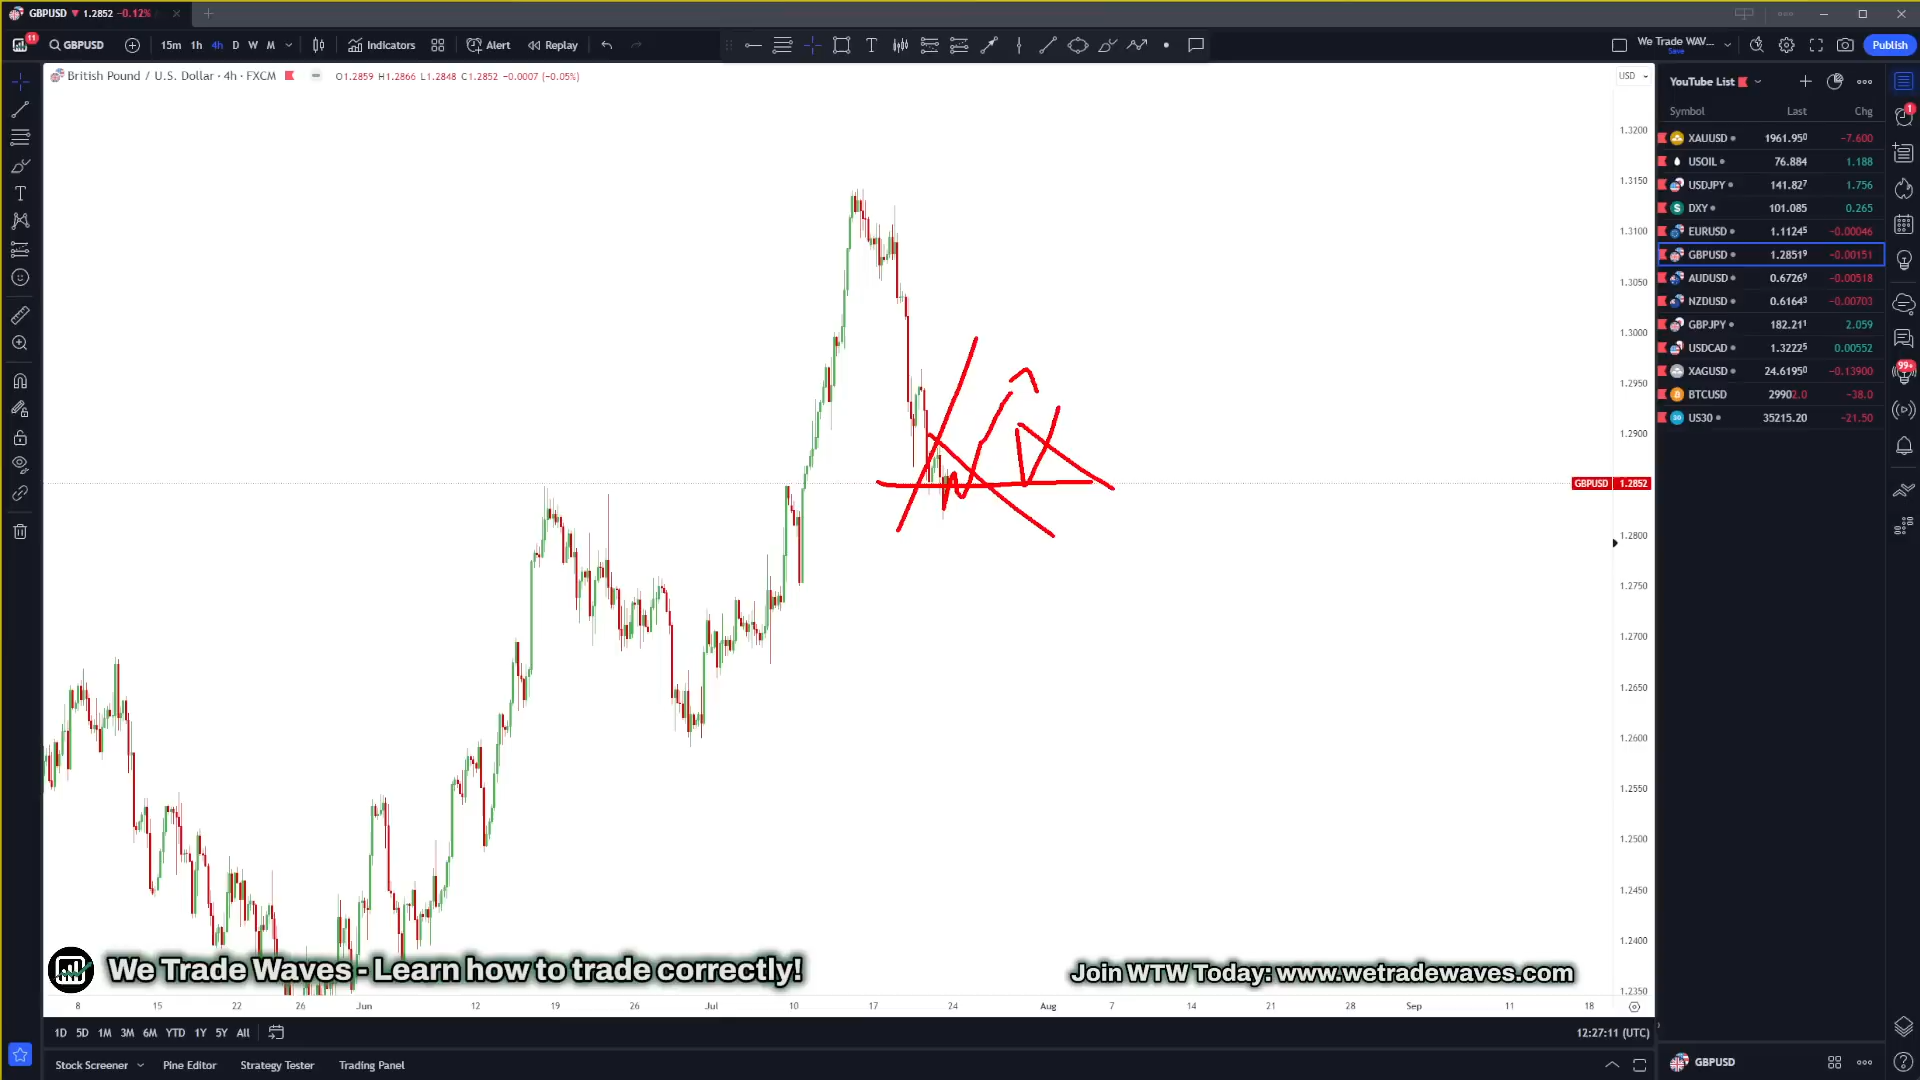 GBPUSD ▼ 1.2852 −0.12%
11
GBPUSD 15m 1h 4h D W M Indicators Alert Replay
We Trade WAV...
Save
Publish
British Pound / U.S. Dollar · 4h · FXCM O1.2859 H1.2866 L1.2848 C1.2852 −0.0007 (−0.05%)
USD
1.3200
1.3150
1.3100
1.3050
1.3000
1.2950
1.2900
GBPUSD 1.2852
1.2800
1.2750
1.2700
1.2650
1.2600
1.2550
1.2500
1.2450
1.2400
1.2350
We Trade Waves - Learn how to trade correctly!
Join WTW Today: www.wetradewaves.com
8 15 22 26 Jun 12 19 26 Jul 10 17 24 Aug 7 14 21 28 Sep 11 18
1D 5D 1M 3M 6M YTD 1Y 5Y All
12:27:11 (UTC)
Stock Screener Pine Editor Strategy Tester Trading Panel
YouTube List
Symbol Last Chg
XAUUSD 1961.950 −7.600
USOIL 76.884 1.188
USDJPY 141.827 1.756
DXY 101.085 0.265
EURUSD 1.11245 −0.00046
GBPUSD 1.28519 −0.00151
AUDUSD 0.67269 −0.00518
NZDUSD 0.61643 −0.00703
GBPJPY 182.211 2.059
USDCAD 1.32225 0.00552
XAGUSD 24.61950 −0.13900
BTCUSD 29902.0 −38.0
US30 35215.20 −21.50
GBPUSD
1
99+